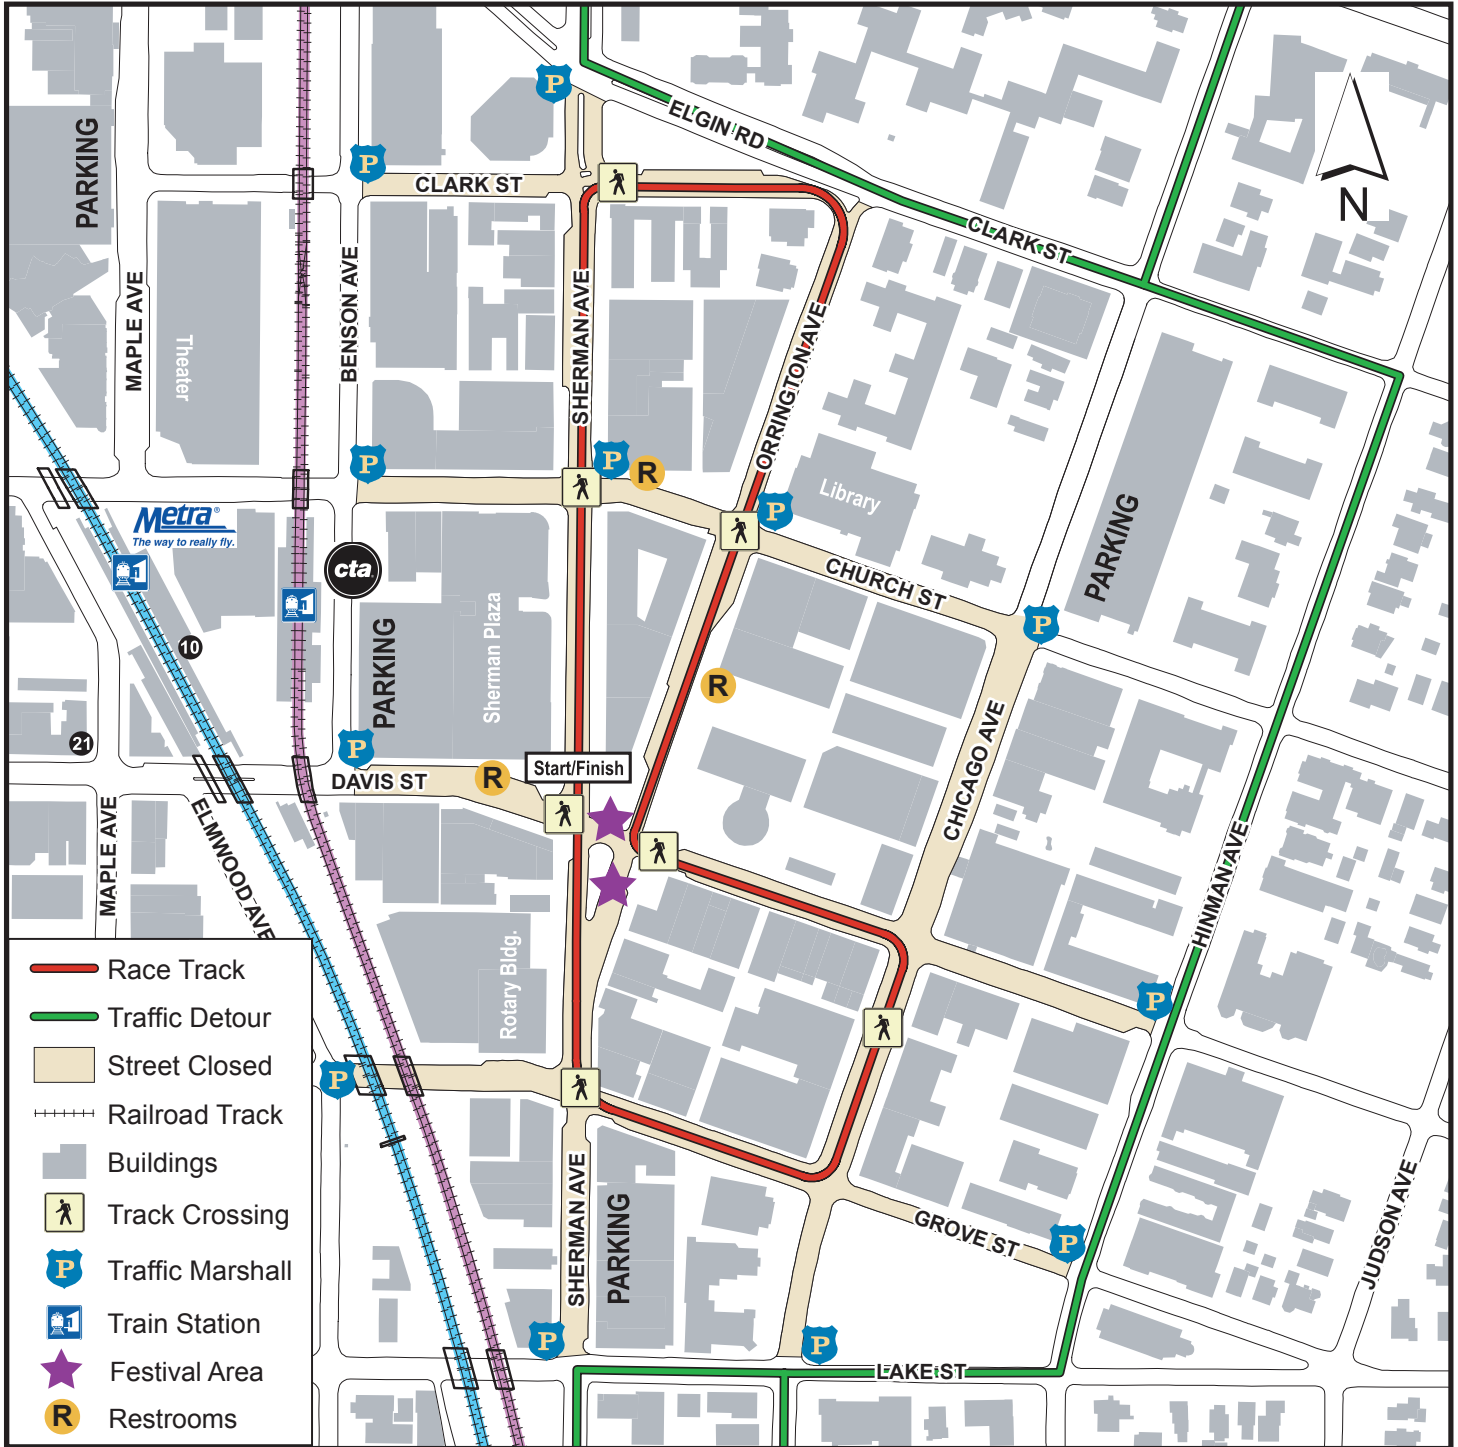 P
ELGIN RD
PARKING
P
CLARK ST
N
CLARK ST
MAPLE AVE
BENSON AVE
SHERMAN AVE
ORRINGTON AVE
Theater
P
P
R
Library
P
PARKING
Metra®
The way to really fly.
cta
CHURCH ST
P
10
PARKING
Sherman Plaza
R
21
P
DAVIS ST
R
Start/Finish
CHICAGO AVE
MAPLE AVE
ELMWOOD AVE
HINMAN AVE
Rotary Bldg.
P
P
SHERMAN AVE
PARKING
GROVE ST
P
JUDSON AVE
P
P
LAKE ST
Race Track
Traffic Detour
Street Closed
Railroad Track
Buildings
Track Crossing
P Traffic Marshall
Train Station
Festival Area
R Restrooms